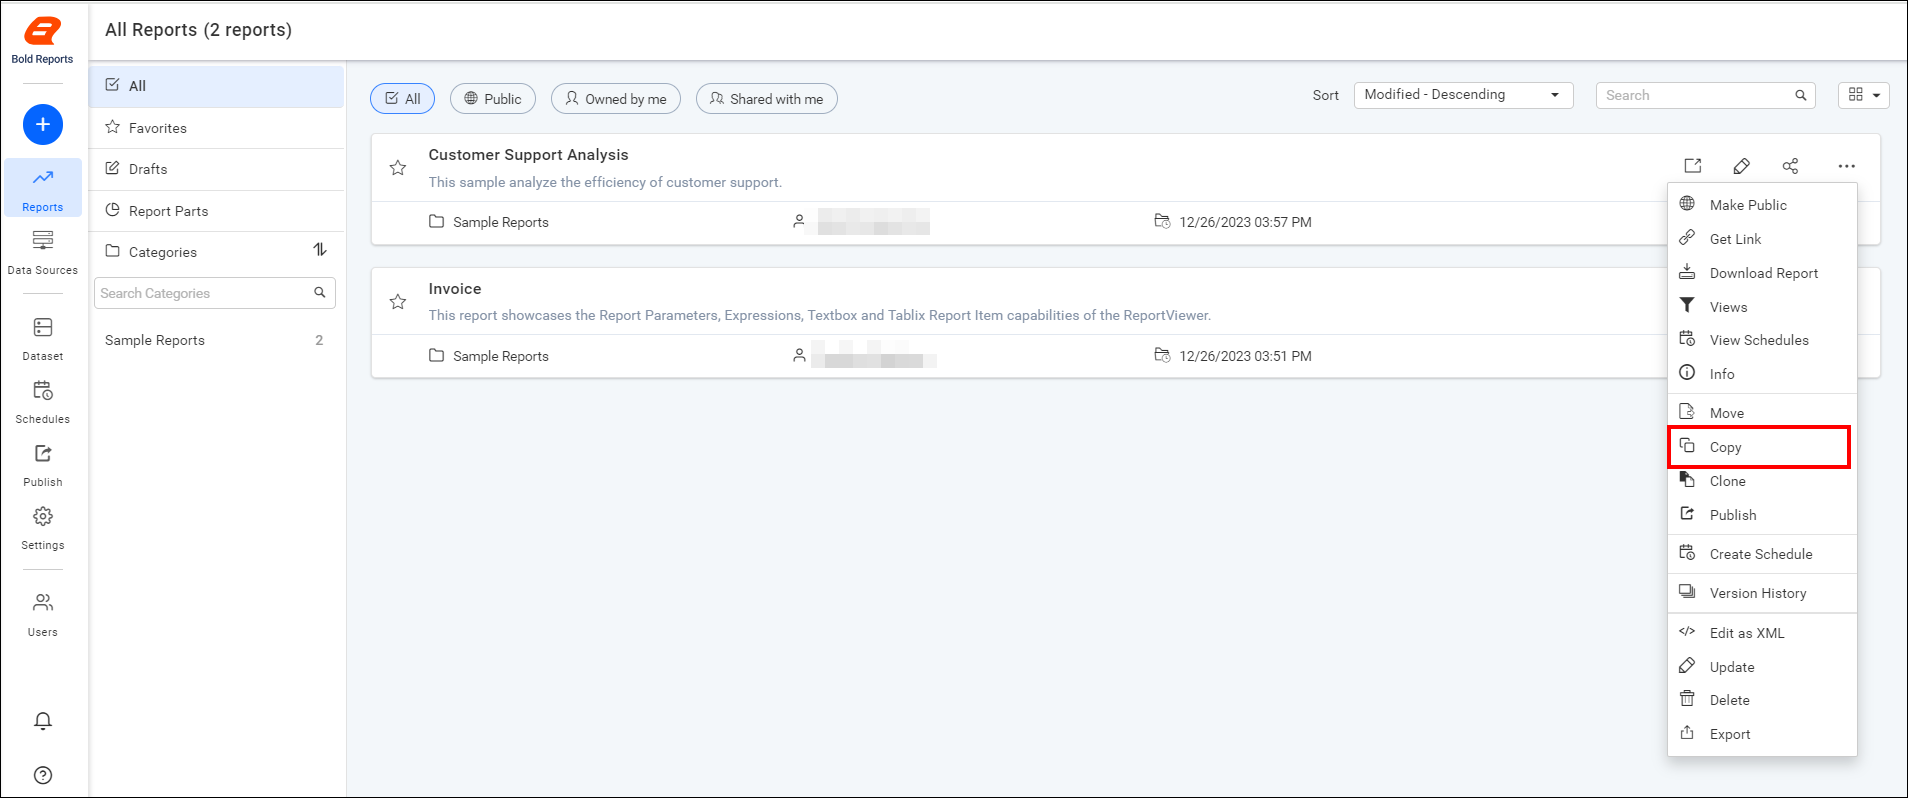 Bold Reports
Reports
Data Sources
Dataset
Schedules
Publish
Settings
Users
All Reports (2 reports)
All
Favorites
Drafts
Report Parts
Categories
Search Categories
Sample Reports 2
All Public Owned by me Shared with me
Sort Modified - Descending Search
Customer Support Analysis
This sample analyze the efficiency of customer support.
Sample Reports 12/26/2023 03:57 PM
Invoice
This report showcases the Report Parameters, Expressions, Textbox and Tablix Report Item capabilities of the ReportViewer.
Sample Reports 12/26/2023 03:51 PM
Make Public
Get Link
Download Report
Views
View Schedules
Info
Move
Copy
Clone
Publish
Create Schedule
Version History
Edit as XML
Update
Delete
Export